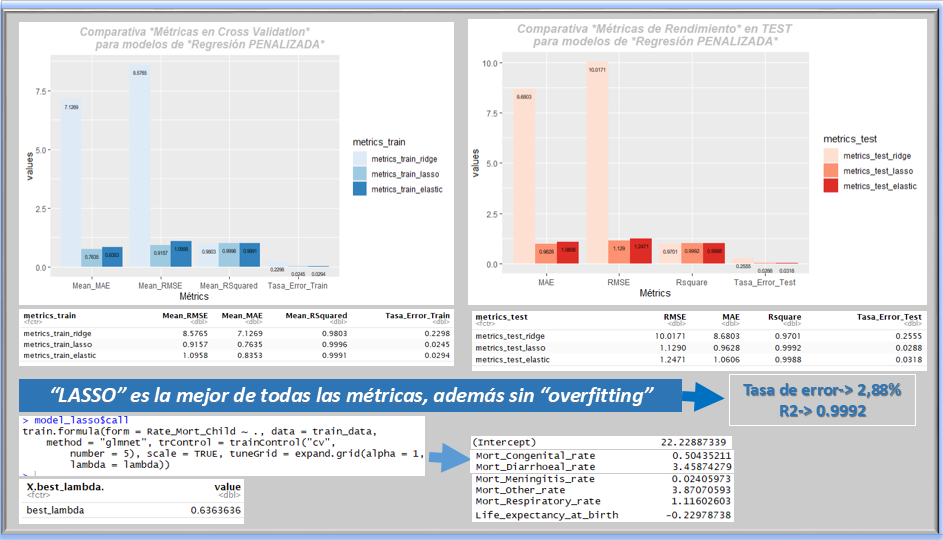 Comparativa *Métricas en Cross Validation*
para modelos de *Regresión PENALIZADA*
values
7.5
5.0
2.5
0.0
7.1269
0.7635
0.8353
8.5765
0.9157
1.0958
0.9803
0.9996
0.9991
0.2298
0.0245
0.0294
Mean_MAE
Mean_RMSE
Mean_RSquared
Tasa_Error_Train
Métrics
metrics_train
metrics_train_ridge
metrics_train_lasso
metrics_train_elastic
Comparativa *Métricas de Rendimiento* en TEST
para modelos de *Regresión PENALIZADA*
values
10.0
7.5
5.0
2.5
0.0
8.6803
0.9628
1.0606
10.0171
1.129
1.2471
0.9701
0.9992
0.9988
0.2555
0.0288
0.0318
MAE
RMSE
Rsquare
Tasa_Error_Test
Métrics
metrics_test
metrics_test_ridge
metrics_test_lasso
metrics_test_elastic
metrics_train Mean_RMSE Mean_MAE Mean_RSquared Tasa_Error_Train
<fctr> <dbl> <dbl> <dbl> <dbl>
metrics_train_ridge 8.5765 7.1269 0.9803 0.2298
metrics_train_lasso 0.9157 0.7635 0.9996 0.0245
metrics_train_elastic 1.0958 0.8353 0.9991 0.0294
metrics_test RMSE MAE Rsquare Tasa_Error_Test
<fctr> <dbl> <dbl> <dbl> <dbl>
metrics_test_ridge 10.0171 8.6803 0.9701 0.2555
metrics_test_lasso 1.1290 0.9628 0.9992 0.0288
metrics_test_elastic 1.2471 1.0606 0.9988 0.0318
“LASSO” es la mejor de todas las métricas, además sin “overfitting”
Tasa de error-> 2,88%
R2-> 0.9992
> model_lasso$call
train.formula(form = Rate_Mort_Child ~ ., data = train_data,
method = "glmnet", trControl = trainControl("cv",
number = 5), scale = TRUE, tuneGrid = expand.grid(alpha = 1,
lambda = lambda))
X.best_lambda. value
<fctr> <dbl>
best_lambda 0.6363636
(Intercept) 22.22887339
Mort_Congenital_rate 0.50435211
Mort_Diarrhoeal_rate 3.45874279
Mort_Meningitis_rate 0.02405973
Mort_Other_rate 3.87070593
Mort_Respiratory_rate 1.11602603
Life_expectancy_at_birth -0.22978738